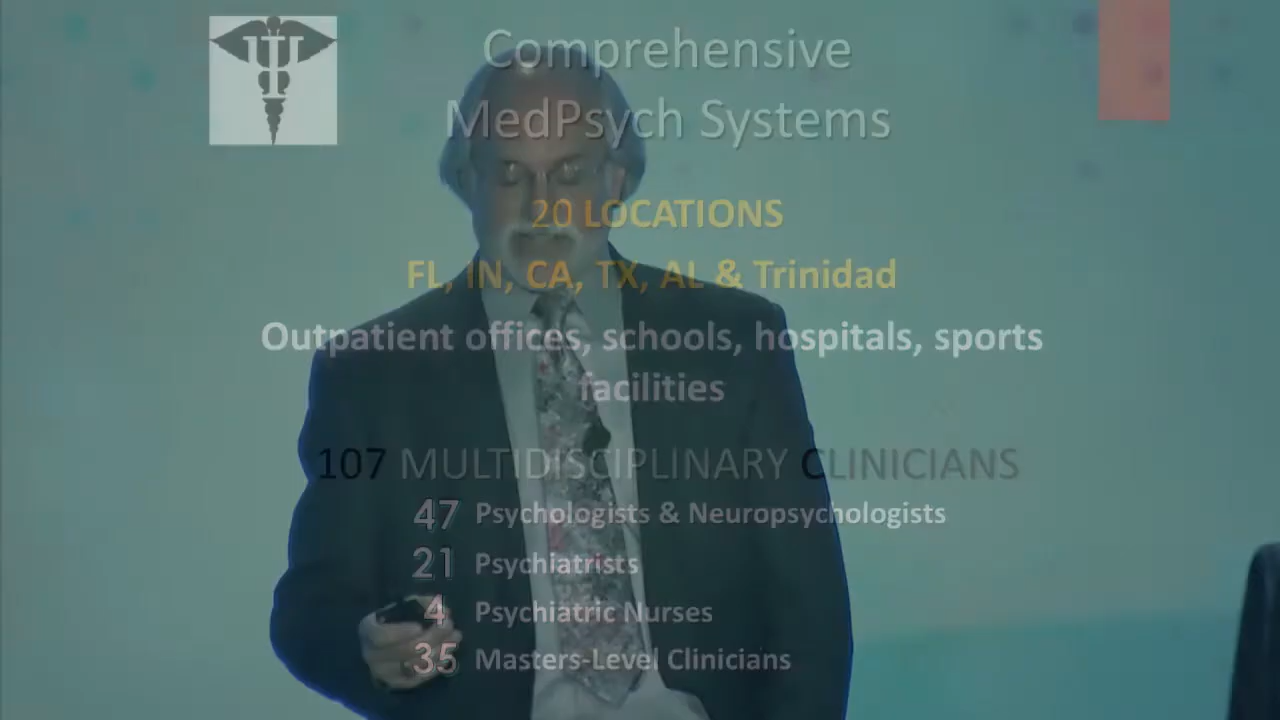 Comprehensive
MedPsych Systems
20 LOCATIONS
FL, IN, CA, TX, AL & Trinidad
Outpatient offices, schools, hospitals, sports
facilities
107 MULTIDISCIPLINARY CLINICIANS
47 Psychologists & Neuropsychologists
21 Psychiatrists
4 Psychiatric Nurses
35 Masters-Level Clinicians